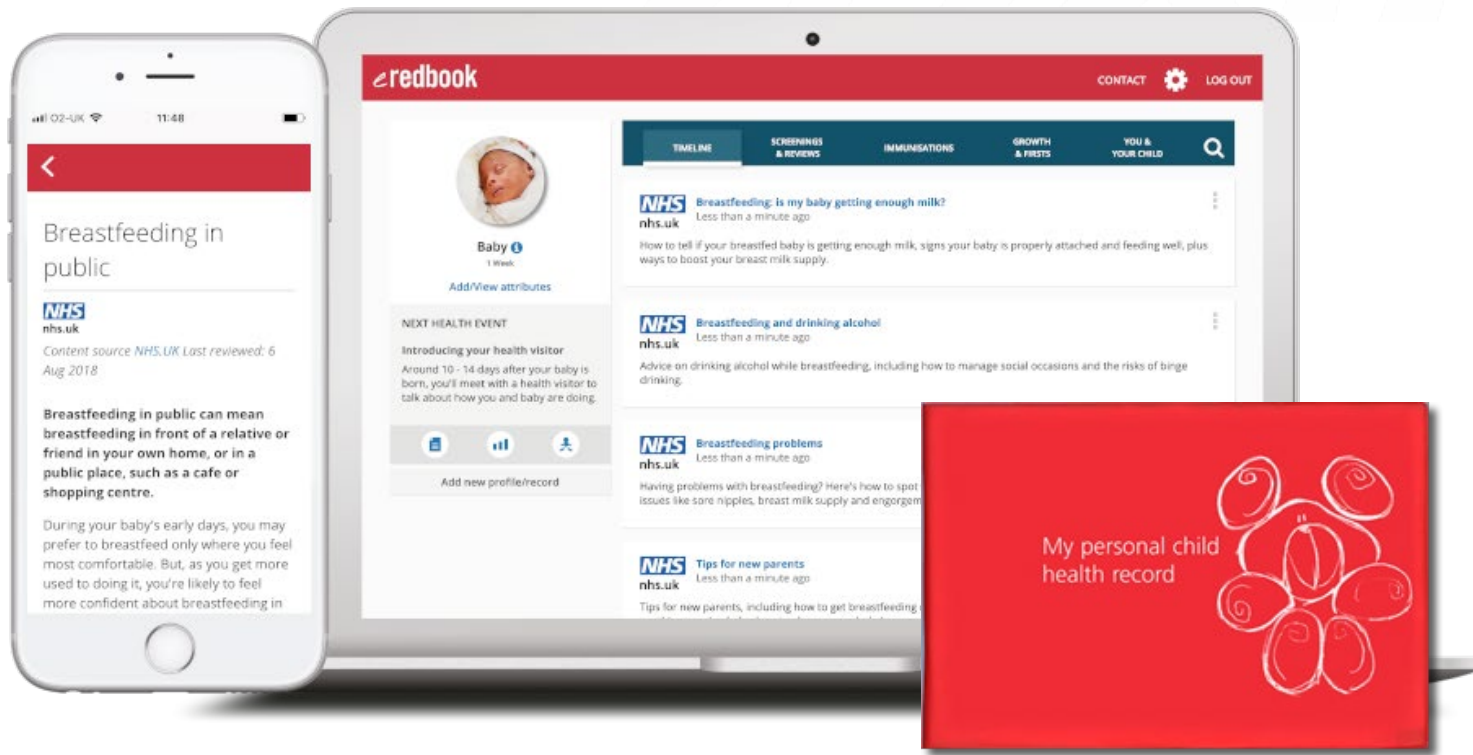 O2-UK
11:48
Breastfeeding in
public
NHS
nhs.uk
Content source NHS.UK Last reviewed: 6
Aug 2018
Breastfeeding in public can mean
breastfeeding in front of a relative or
friend in your own home, or in a
public place, such as a cafe or
shopping centre.
During your baby's early days, you may
prefer to breastfeed only where you feel
most comfortable. But, as you get more
used to doing it, you're likely to feel
more confident about breastfeeding in
eredbook
CONTACT
LOG OUT
Baby
1 Week
Add/View attributes
NEXT HEALTH EVENT
Introducing your health visitor
Around 10 - 14 days after your baby is
born, you'll meet with a health visitor to
talk about how you and baby are doing.
Add new profile/record
TIMELINE
SCREENINGS
& REVIEWS
IMMUNISATIONS
GROWTH
& FIRSTS
YOU &
YOUR CHILD
NHS
nhs.uk
Breastfeeding: is my baby getting enough milk?
Less than a minute ago
How to tell if your breastfed baby is getting enough milk, signs your baby is properly attached and feeding well, plus
ways to boost your breast milk supply.
NHS
nhs.uk
Breastfeeding and drinking alcohol
Less than a minute ago
Advice on drinking alcohol while breastfeeding, including how to manage social occasions and the risks of binge
drinking.
NHS
nhs.uk
Breastfeeding problems
Less than a minute ago
Having problems with breastfeeding? Here's how to spot
issues like sore nipples, breast milk supply and
NHS
nhs.uk
Tips for new parents
Less than a minute ago
Tips for new parents, including how to get breastfeeding
My personal child
health record